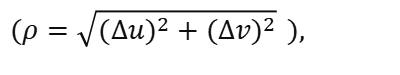 (ρ = √(Δu)² + (Δv)² ),